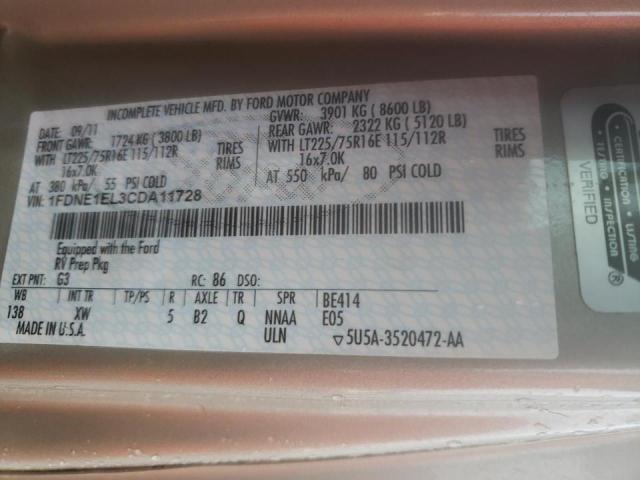 INCOMPLETE VEHICLE MFD. BY FORD MOTOR COMPANY
DATE: 09/11 GVWR: 3901 KG ( 8600 LB)
FRONT GAWR: 1724 KG (3800 LB) REAR GAWR: 2322 KG ( 5120 LB)
WITH LT225/75R16E 115/112R TIRES WITH LT225/75R16E 115/112R TIRES
16x7.0K RIMS 16x7.0K RIMS
AT 380 kPa/ 55 PSI COLD AT 550 kPa/ 80 PSI COLD
VIN: 1FDNE1EL3CDA11728
Equipped with the Ford
RV Prep Pkg
EXT PNT: G3 RC: 86 DSO:
WB INT TR TP/PS R AXLE TR SPR BE414
138 XW 5 B2 Q NNAA E05
MADE IN U.S.A. ULN ▽5U5A-3520472-AA
VERIFIED
CERTIFICATION
TESTING
INSPECTION
LISTING